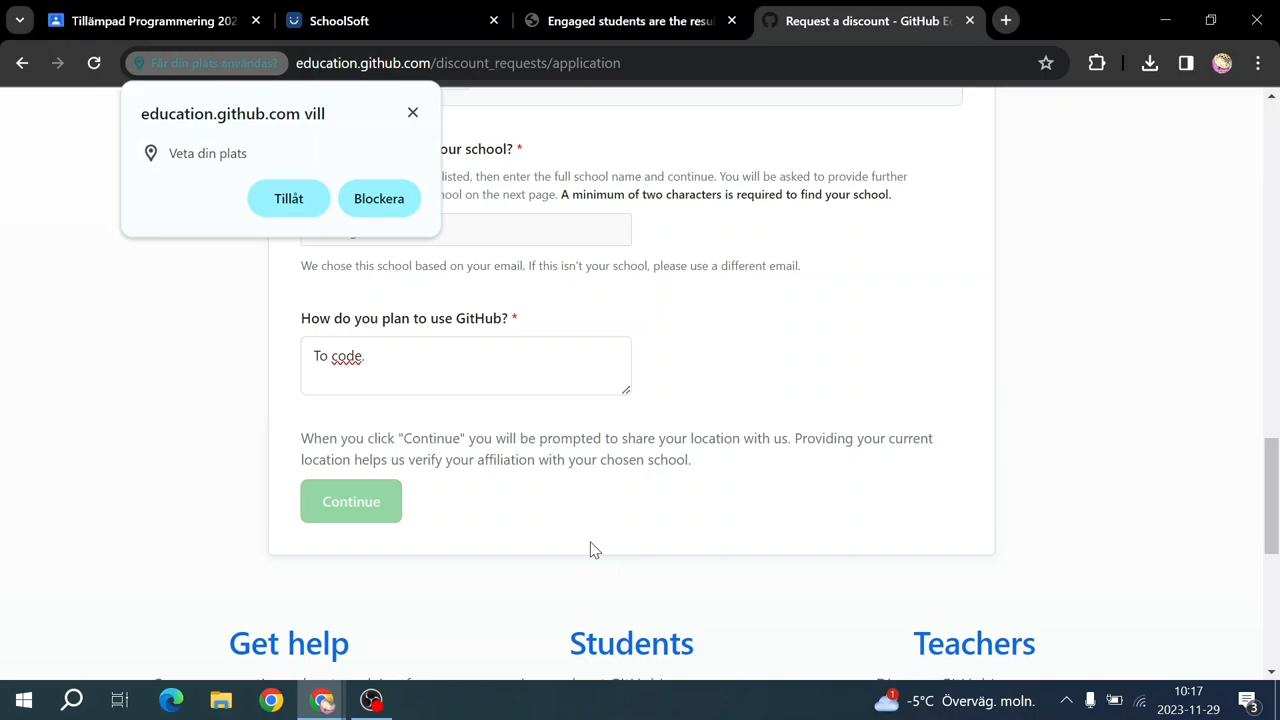 Tillämpad Programmering 202
SchoolSoft
Engaged students are the resu
Request a discount - GitHub E
Får din plats användas?
education.github.com/discount_requests/application
education.github.com vill
Veta din plats
Tillåt
Blockera
our school? *
listed, then enter the full school name and continue. You will be asked to provide further
hool on the next page. A minimum of two characters is required to find your school.
We chose this school based on your email. If this isn't your school, please use a different email.
How do you plan to use GitHub? *
To code.
When you click "Continue" you will be prompted to share your location with us. Providing your current
location helps us verify your affiliation with your chosen school.
Continue
Get help
Students
Teachers
1
-5°C Överväg. moln.
10:17
2023-11-29
3